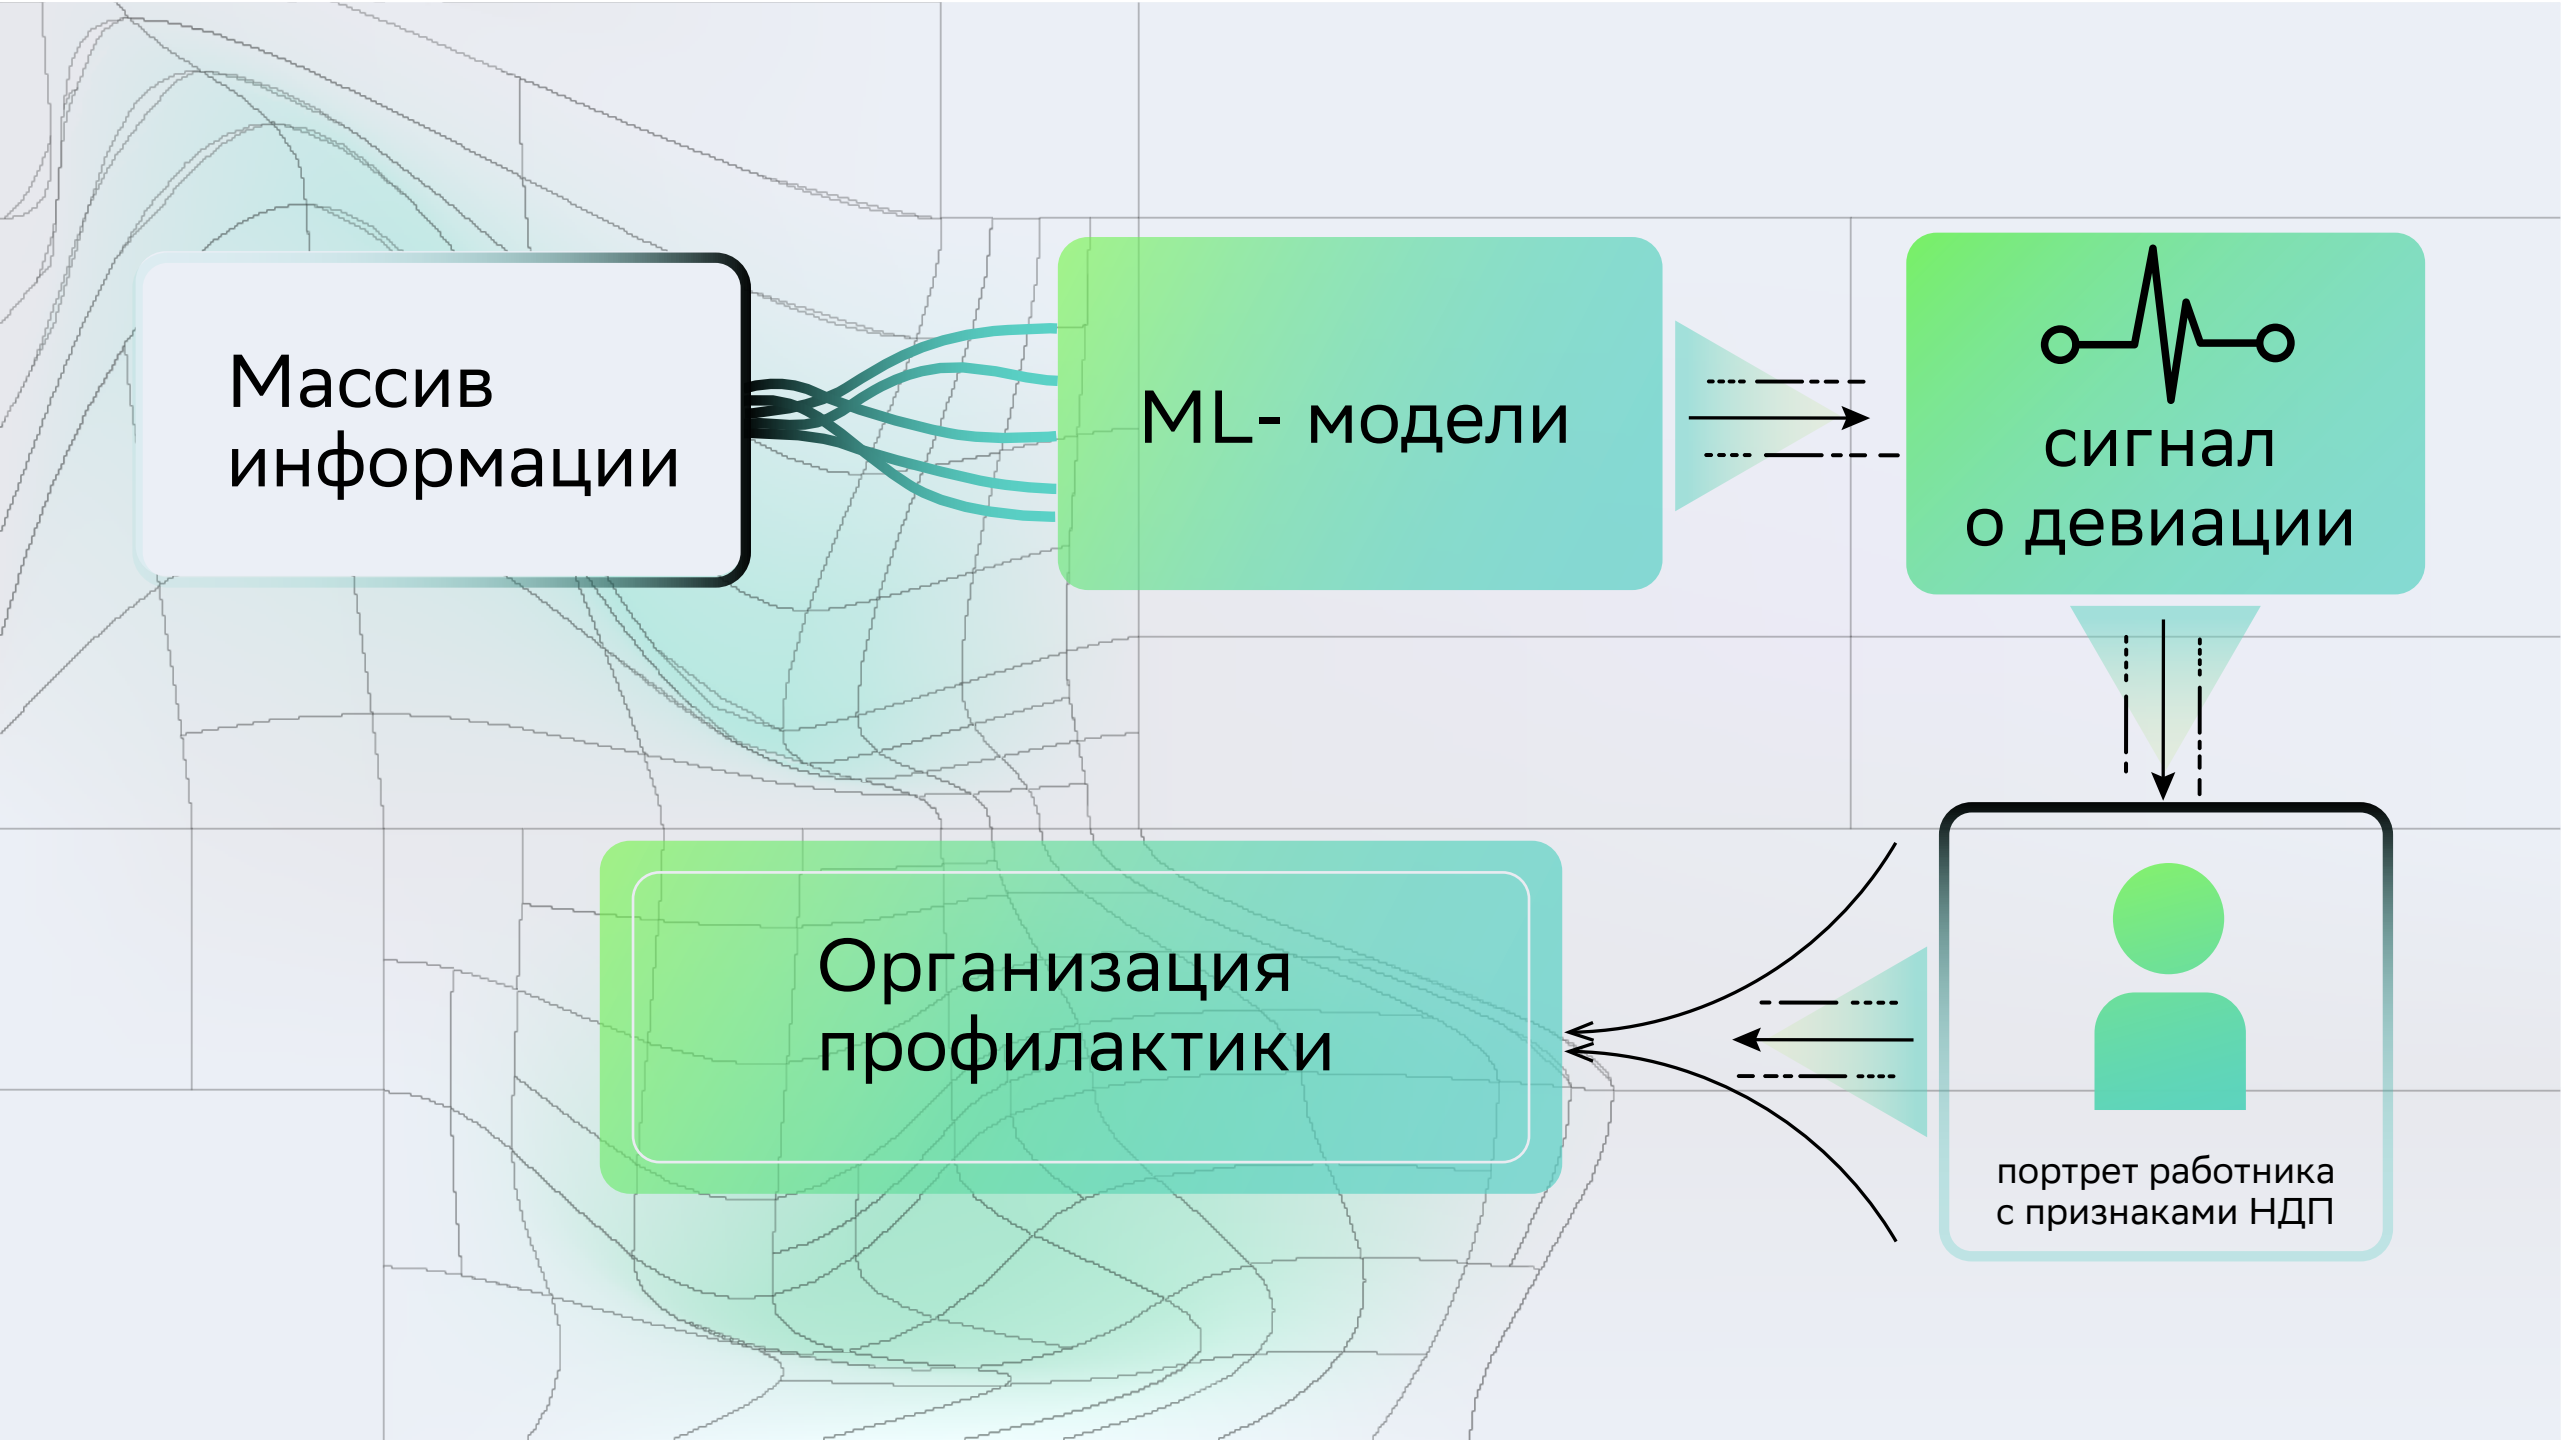 Массив
информации
ML- модели
сигнал
о девиации
портрет работника
с признаками НДП
Организация
профилактики